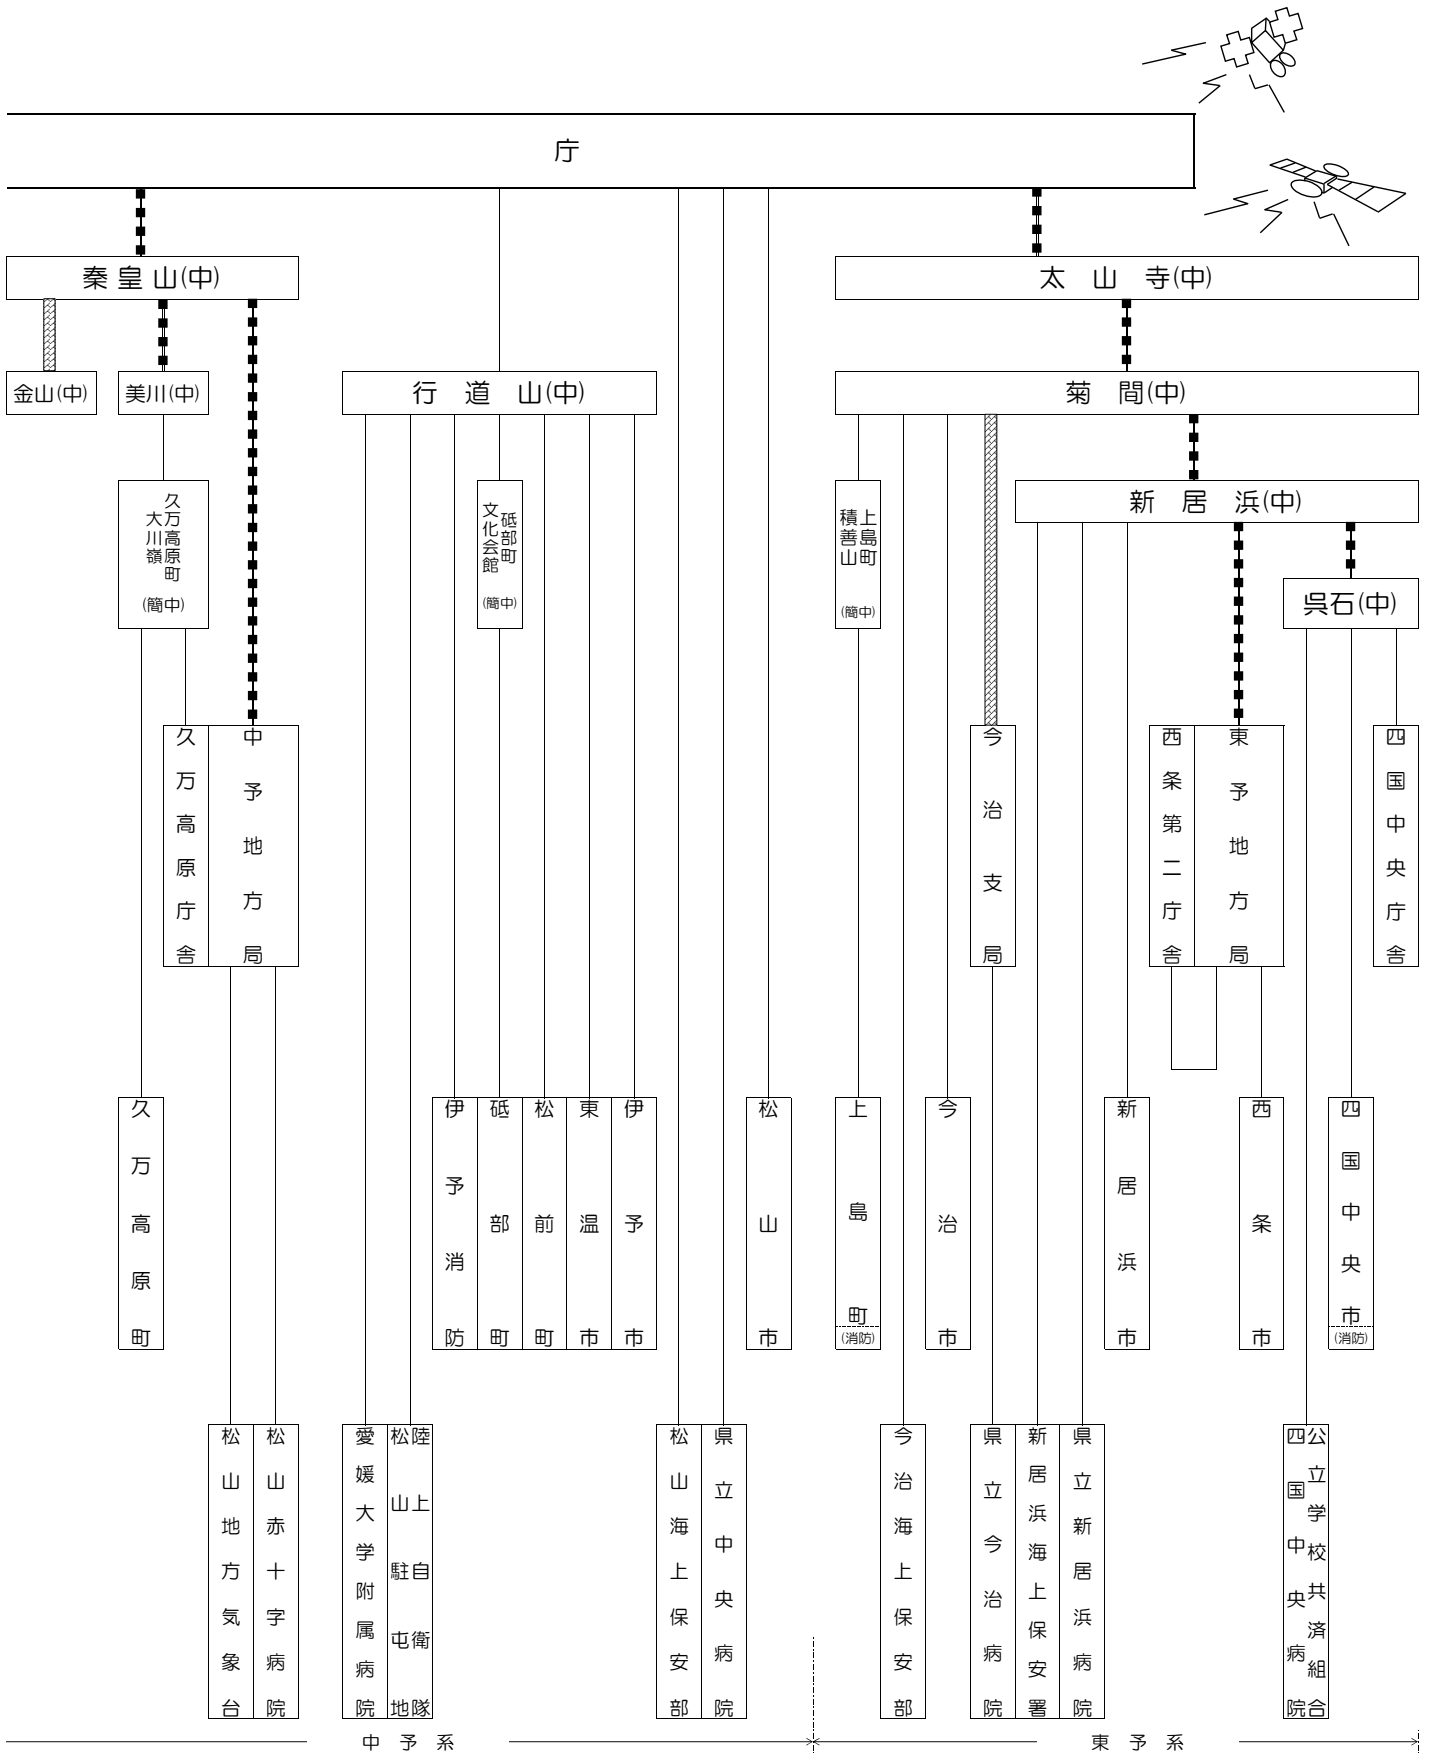 庁
秦皇山(中)
太山寺(中)
金山(中)
美川(中)
行道山(中)
菊間(中)
久万高原町
大川嶺
(簡中)
砥部町
文化会館
(簡中)
上島町
積善山
(簡中)
新居浜(中)
呉石(中)
久万高原庁舎
中予地方局
今治支局
西条第二庁舎
東予地方局
四国中央庁舎
久万高原町
伊予消防
砥部町
松前町
東温市
伊予市
松山市
上島町
(消防)
今治市
新居浜市
西条市
四国中央市
(消防)
松山地方気象台
松山赤十字病院
愛媛大学附属病院
陸上自衛隊
松山駐屯地
松山海上保安部
県立中央病院
今治海上保安部
県立今治病院
新居浜海上保安署
県立新居浜病院
公立学校共済組合
四国中央病院
中予系
東予系